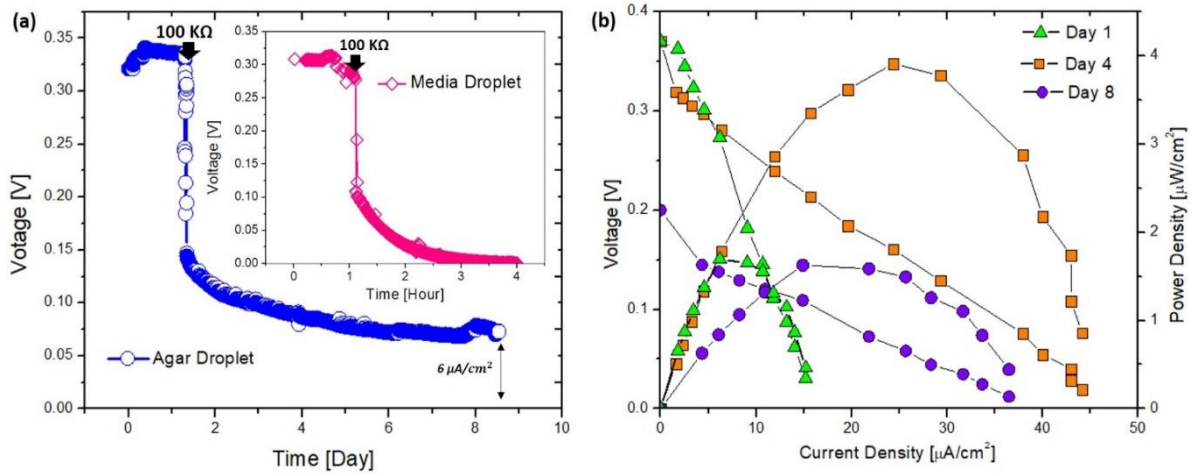 (a)
100 KΩ
Votage [V]
0.35
0.30
0.25
0.20
0.15
0.10
0.05
0.00
0
2
4
6
8
10
Time [Day]
Agar Droplet
6 µA/cm²
100 KΩ
Media Droplet
Voltage [V]
0.35
0.30
0.25
0.20
0.15
0.10
0.05
0.00
0
1
2
3
4
Time [Hour]
(b)
Day 1
Day 4
Day 8
Voltage [V]
0.4
0.3
0.2
0.1
0.0
0
10
20
30
40
50
Current Density [µA/cm²]
4
3
2
1
0
Power Density [µW/cm²]